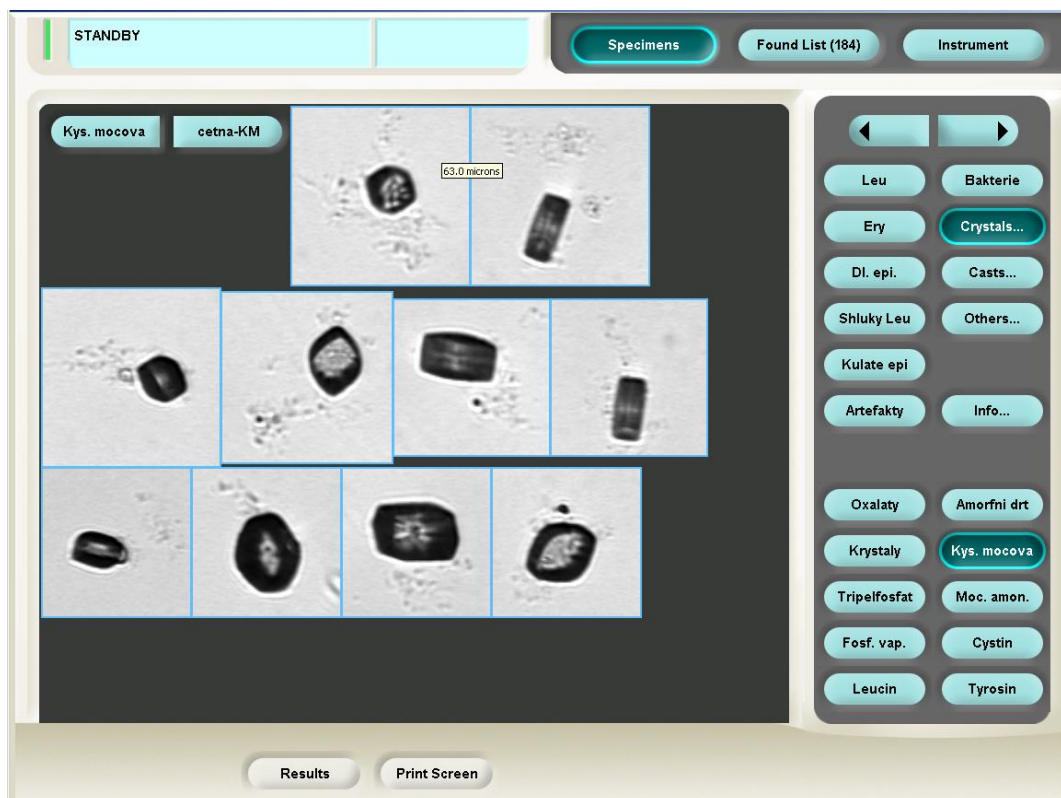 STANDBY
Specimens
Found List (184)
Instrument
Kys. mocova
cetna-KM
63.0 microns
Leu
Bakterie
Ery
Crystals...
Dl. epi.
Casts...
Shluky Leu
Others...
Kulate epi
Artefakty
Info...
Oxalaty
Amorfni drt
Krystaly
Kys. mocova
Tripelfosfat
Moc. amon.
Fosf. vap.
Cystin
Leucin
Tyrosin
Results
Print Screen